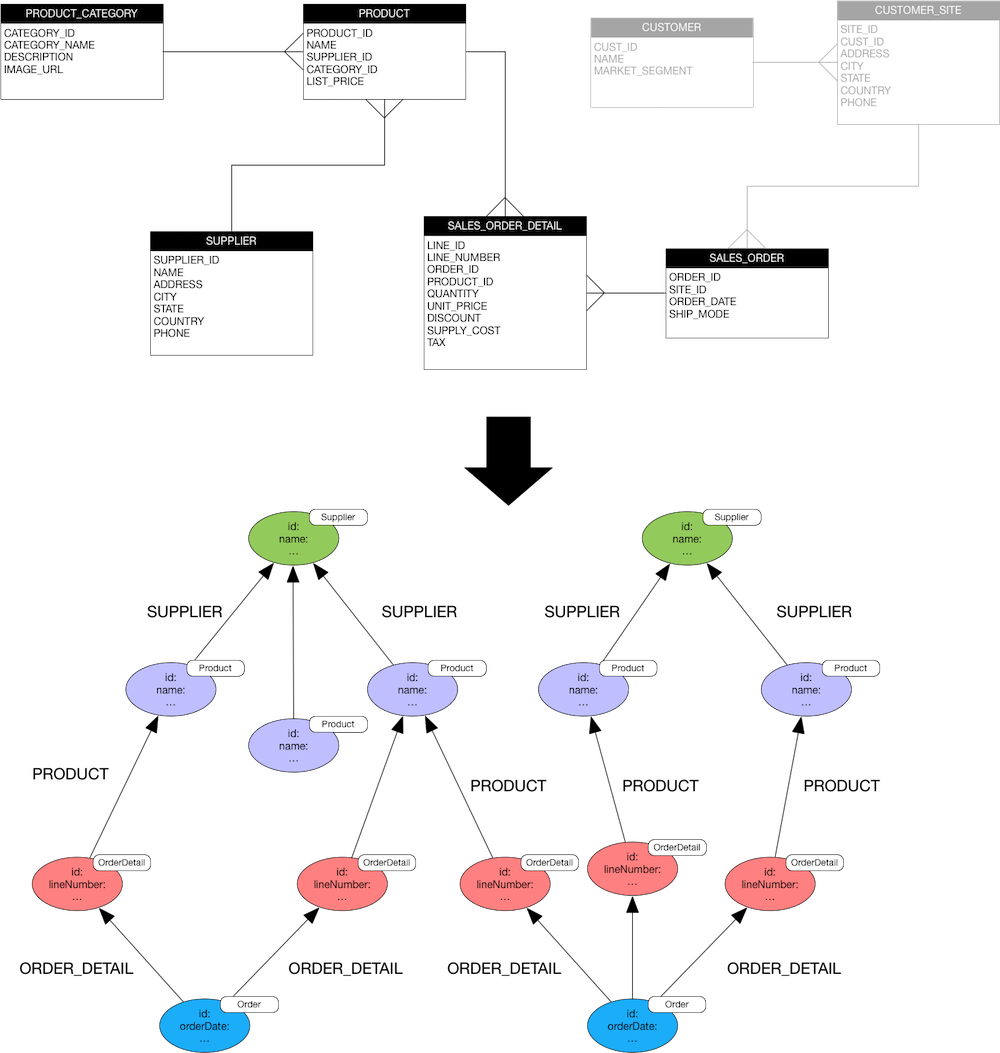 PRODUCT_CATEGORY
CATEGORY_ID
CATEGORY_NAME
DESCRIPTION
IMAGE_URL
PRODUCT
PRODUCT_ID
NAME
SUPPLIER_ID
CATEGORY_ID
LIST_PRICE
CUSTOMER
CUST_ID
NAME
MARKET_SEGMENT
CUSTOMER_SITE
SITE_ID
CUST_ID
ADDRESS
CITY
STATE
COUNTRY
PHONE
SUPPLIER
SUPPLIER_ID
NAME
ADDRESS
CITY
STATE
COUNTRY
PHONE
SALES_ORDER_DETAIL
LINE_ID
LINE_NUMBER
ORDER_ID
PRODUCT_ID
QUANTITY
UNIT_PRICE
DISCOUNT
SUPPLY_COST
TAX
SALES_ORDER
ORDER_ID
SITE_ID
ORDER_DATE
SHIP_MODE
Supplier
id:
name:
...
Supplier
id:
name:
...
SUPPLIER
SUPPLIER
SUPPLIER
SUPPLIER
Product
id:
name:
...
Product
id:
name:
...
Product
id:
name:
...
Product
id:
name:
...
Product
id:
name:
...
PRODUCT
PRODUCT
PRODUCT
PRODUCT
OrderDetail
id:
lineNumber:
...
OrderDetail
id:
lineNumber:
...
OrderDetail
id:
lineNumber:
...
OrderDetail
id:
lineNumber:
...
OrderDetail
id:
lineNumber:
...
ORDER_DETAIL
ORDER_DETAIL
ORDER_DETAIL
ORDER_DETAIL
Order
id:
orderDate:
...
Order
id:
orderDate:
...